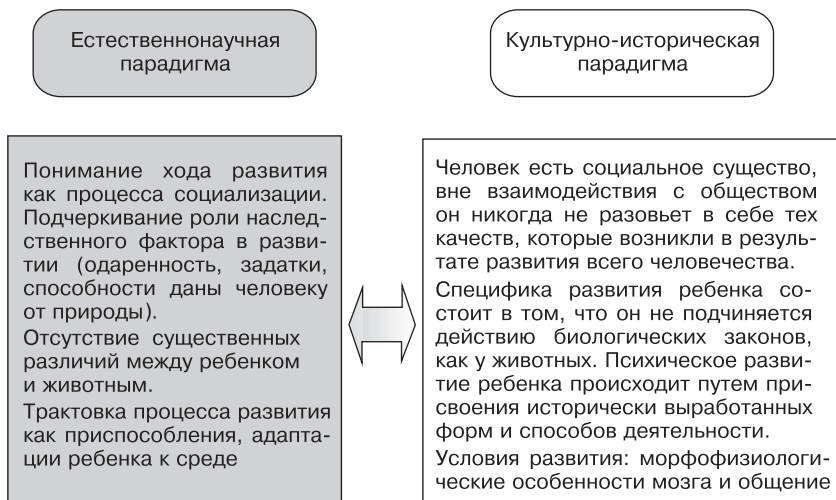 Естественнонаучная
парадигма
Культурно-историческая
парадигма
Понимание хода развития
как процесса социализации.
Подчеркивание роли наслед-
ственного фактора в разви-
тии (одаренность, задатки,
способности даны человеку
от природы).
Отсутствие существенных
различий между ребенком
и животным.
Трактовка процесса развития
как приспособления, адапта-
ции ребенка к среде
Человек есть социальное существо,
вне взаимодействия с обществом
он никогда не разовьет в себе тех
качеств, которые возникли в резуль-
тате развития всего человечества.
Специфика развития ребенка со-
стоит в том, что он не подчиняется
действию биологических законов,
как у животных. Психическое разви-
тие ребенка происходит путем при-
своения исторически выработанных
форм и способов деятельности.
Условия развития: морфофизиологи-
ческие особенности мозга и общение